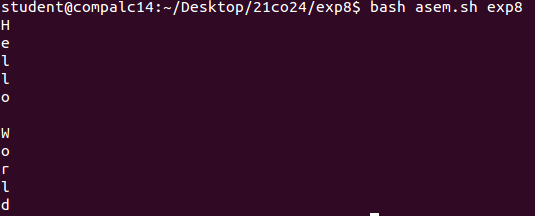 student@compalc14:~/Desktop/21co24/exp8$ bash asem.sh exp8
H
e
l
l
o

W
o
r
l
d